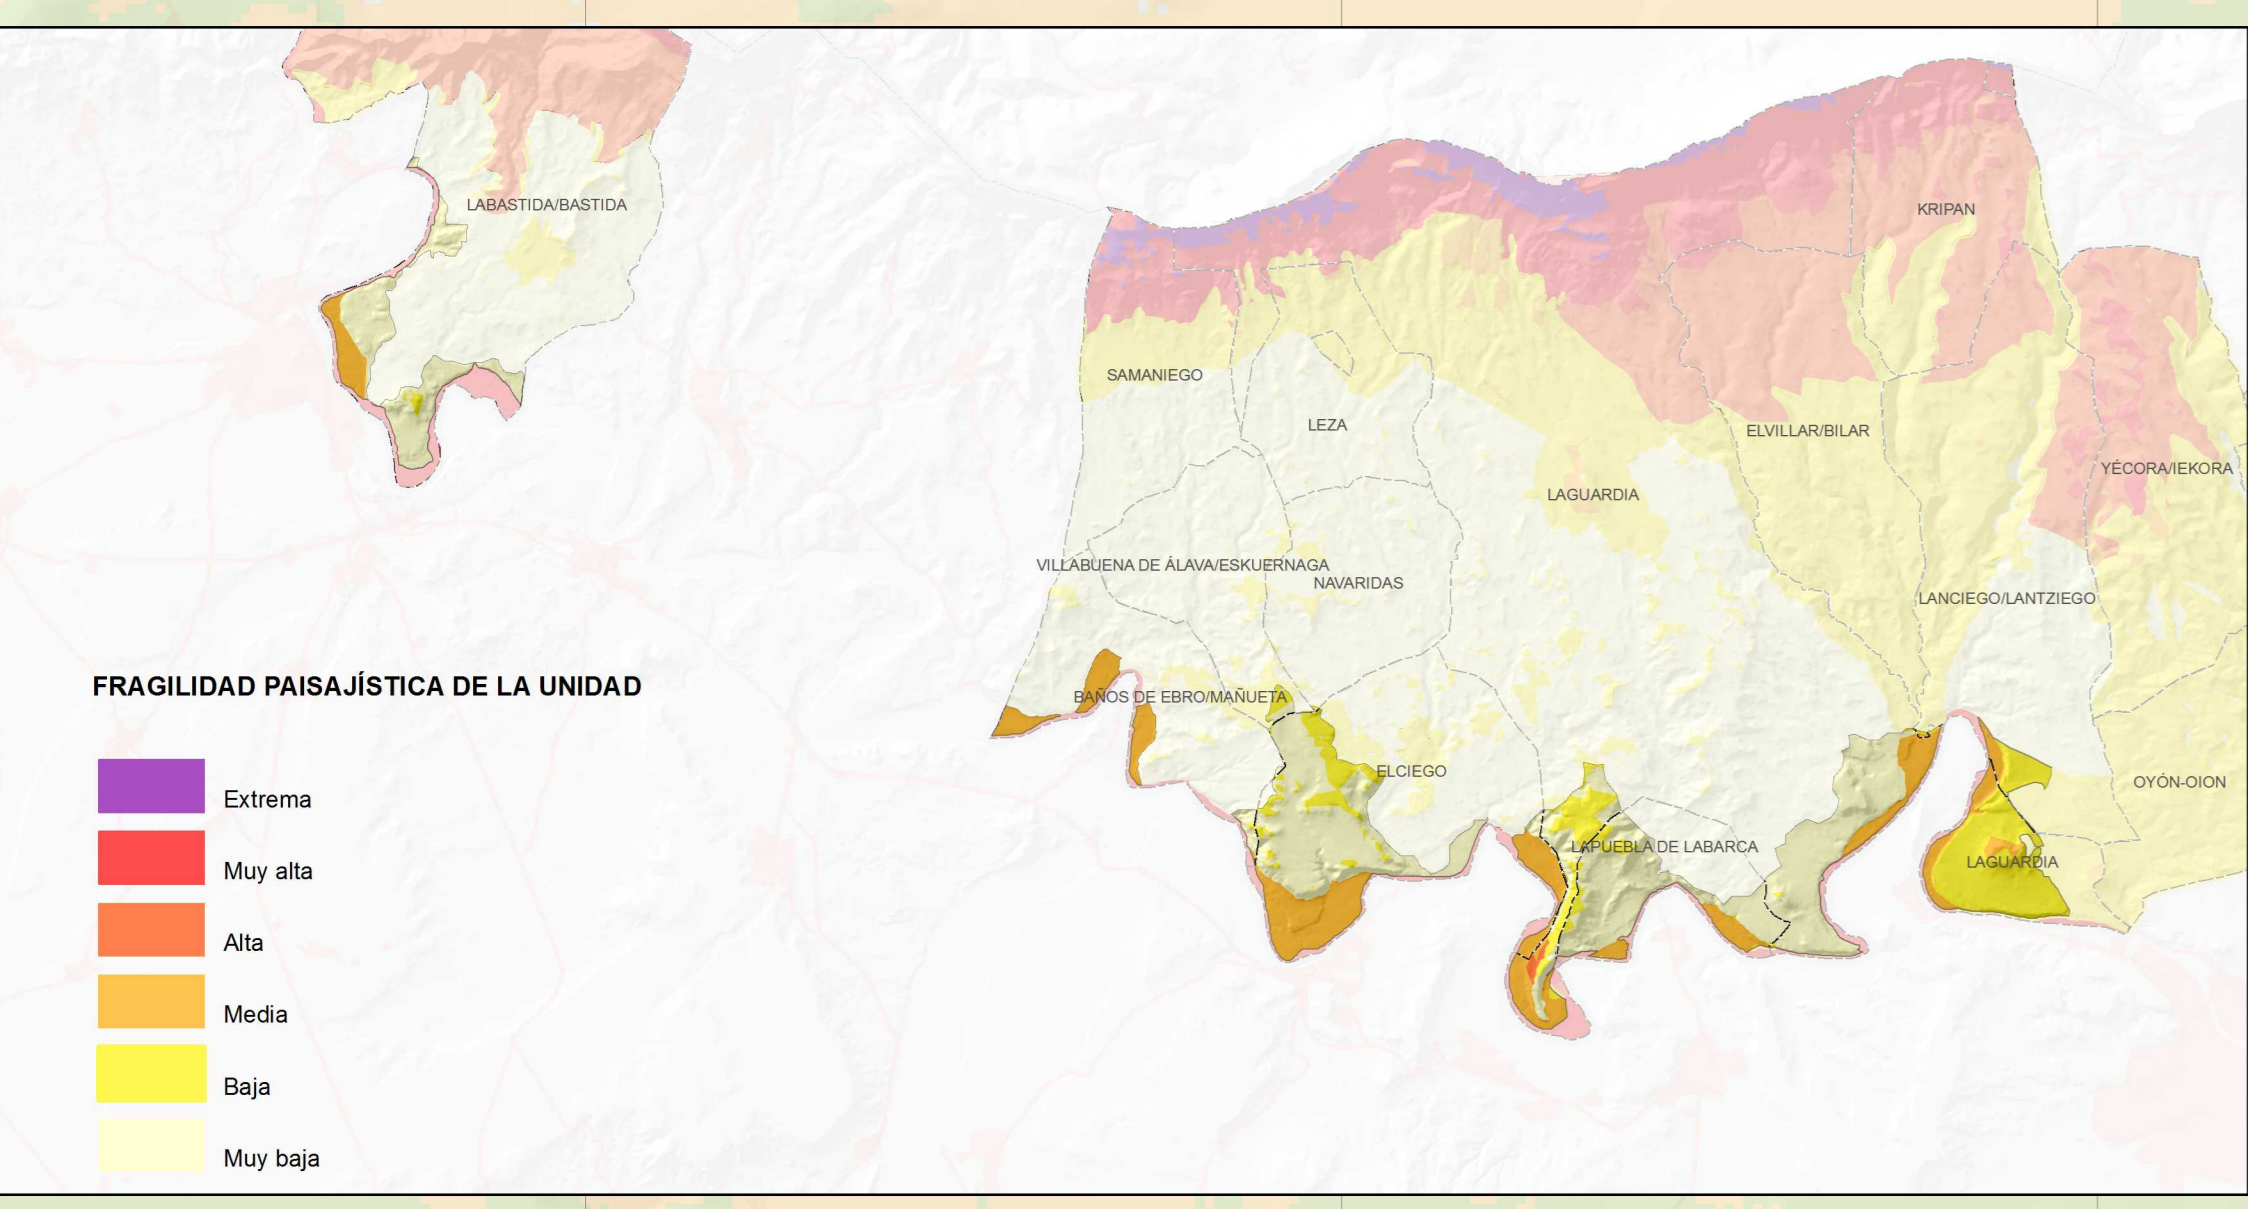 LABASTIDA/BASTIDA
KRIPAN
SAMANIEGO
LEZA
ELVILLAR/BILAR
YÉCORA/IEKORA
LAGUARDIA
VILLABUENA DE ÁLAVA/ESKUERNAGA
NAVARIDAS
LANCIEGO/LANTZIEGO
BAÑOS DE EBRO/MAÑUETA
ELCIEGO
OYÓN-OION
LAPUEBLA DE LABARCA
LAGUARDIA
FRAGILIDAD PAISAJÍSTICA DE LA UNIDAD
Extrema
Muy alta
Alta
Media
Baja
Muy baja